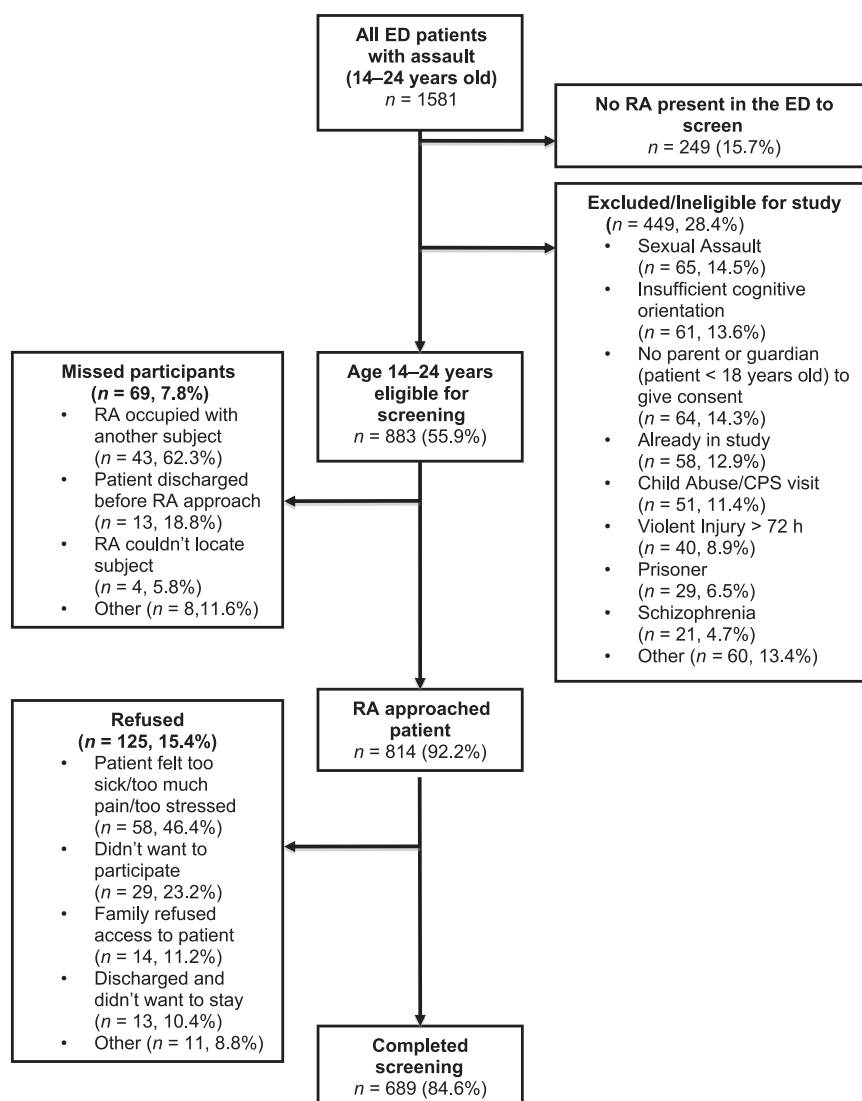 All ED patients
with assault
(14–24 years old)
n = 1581
No RA present in the ED to
screen
n = 249 (15.7%)
Excluded/Ineligible for study
(n = 449, 28.4%)
• Sexual Assault
(n = 65, 14.5%)
• Insufficient cognitive
orientation
(n = 61, 13.6%)
• No parent or guardian
(patient < 18 years old) to
give consent
(n = 64, 14.3%)
• Already in study
(n = 58, 12.9%)
• Child Abuse/CPS visit
(n = 51, 11.4%)
• Violent Injury > 72 h
(n = 40, 8.9%)
• Prisoner
(n = 29, 6.5%)
• Schizophrenia
(n = 21, 4.7%)
• Other (n = 60, 13.4%)
Age 14–24 years
eligible for
screening
n = 883 (55.9%)
Missed participants
(n = 69, 7.8%)
• RA occupied with
another subject
(n = 43, 62.3%)
• Patient discharged
before RA approach
(n = 13, 18.8%)
• RA couldn’t locate
subject
(n = 4, 5.8%)
• Other (n = 8,11.6%)
RA approached
patient
n = 814 (92.2%)
Refused
(n = 125, 15.4%)
• Patient felt too
sick/too much
pain/too stressed
(n = 58, 46.4%)
• Didn’t want to
participate
(n = 29, 23.2%)
• Family refused
access to patient
(n = 14, 11.2%)
• Discharged and
didn’t want to stay
(n = 13, 10.4%)
• Other (n = 11, 8.8%)
Completed
screening
n = 689 (84.6%)